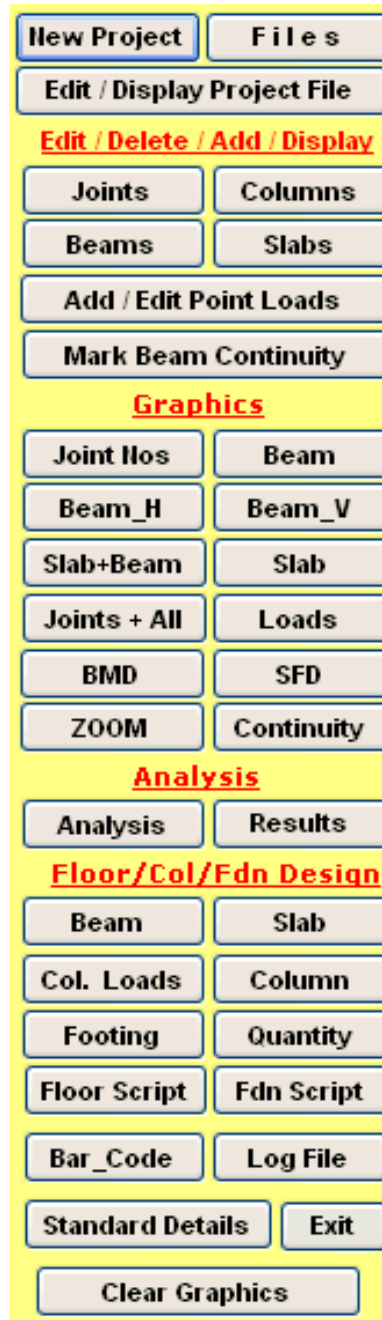 New Project F i l e s
Edit / Display Project File
Edit / Delete / Add / Display
Joints Columns
Beams Slabs
Add / Edit Point Loads
Mark Beam Continuity
Graphics
Joint Nos Beam
Beam_H Beam_V
Slab+Beam Slab
Joints + All Loads
BMD SFD
ZOOM Continuity
Analysis
Analysis Results
Floor/Col/Fdn Design
Beam Slab
Col. Loads Column
Footing Quantity
Floor Script Fdn Script
Bar_Code Log File
Standard Details Exit
Clear Graphics